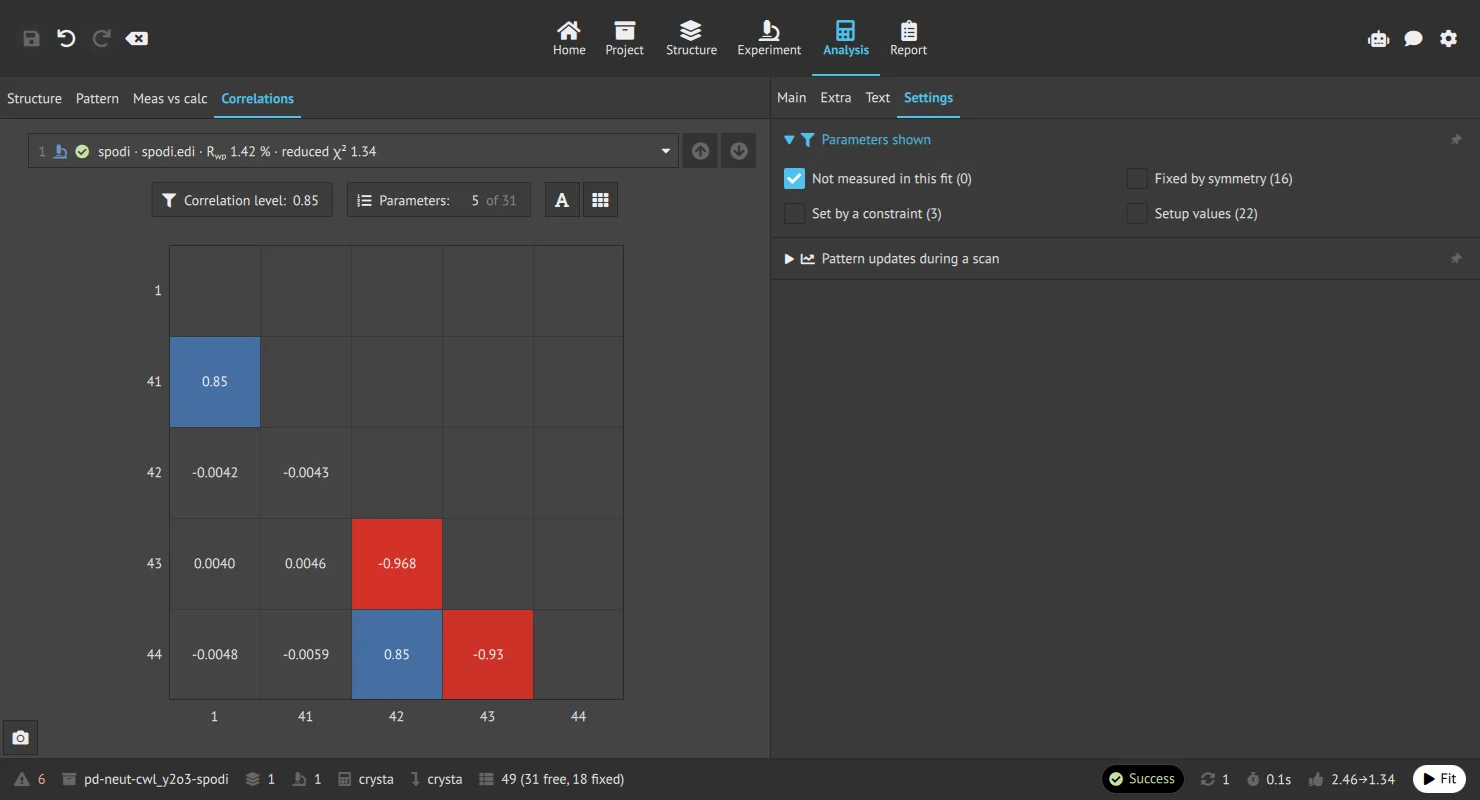 Home
Project
Structure
Experiment
Analysis
Report
Structure
Pattern
Meas vs calc
Correlations
Main
Extra
Text
Settings
1 spodi · spodi.edi · Rwp 1.42 % · reduced χ² 1.34
Correlation level: 0.85
Parameters: 5 of 31
A
Parameters shown
Not measured in this fit (0)
Fixed by symmetry (16)
Set by a constraint (3)
Setup values (22)
Pattern updates during a scan
1
41 0.85
42 -0.0042 -0.0043
43 0.0040 0.0046 -0.968
44 -0.0048 -0.0059 0.85 -0.93
1 41 42 43 44
6
pd-neut-cwl_y2o3-spodi
1
1
crysta
crysta
49 (31 free, 18 fixed)
Success
1
0.1s
2.46→1.34
Fit